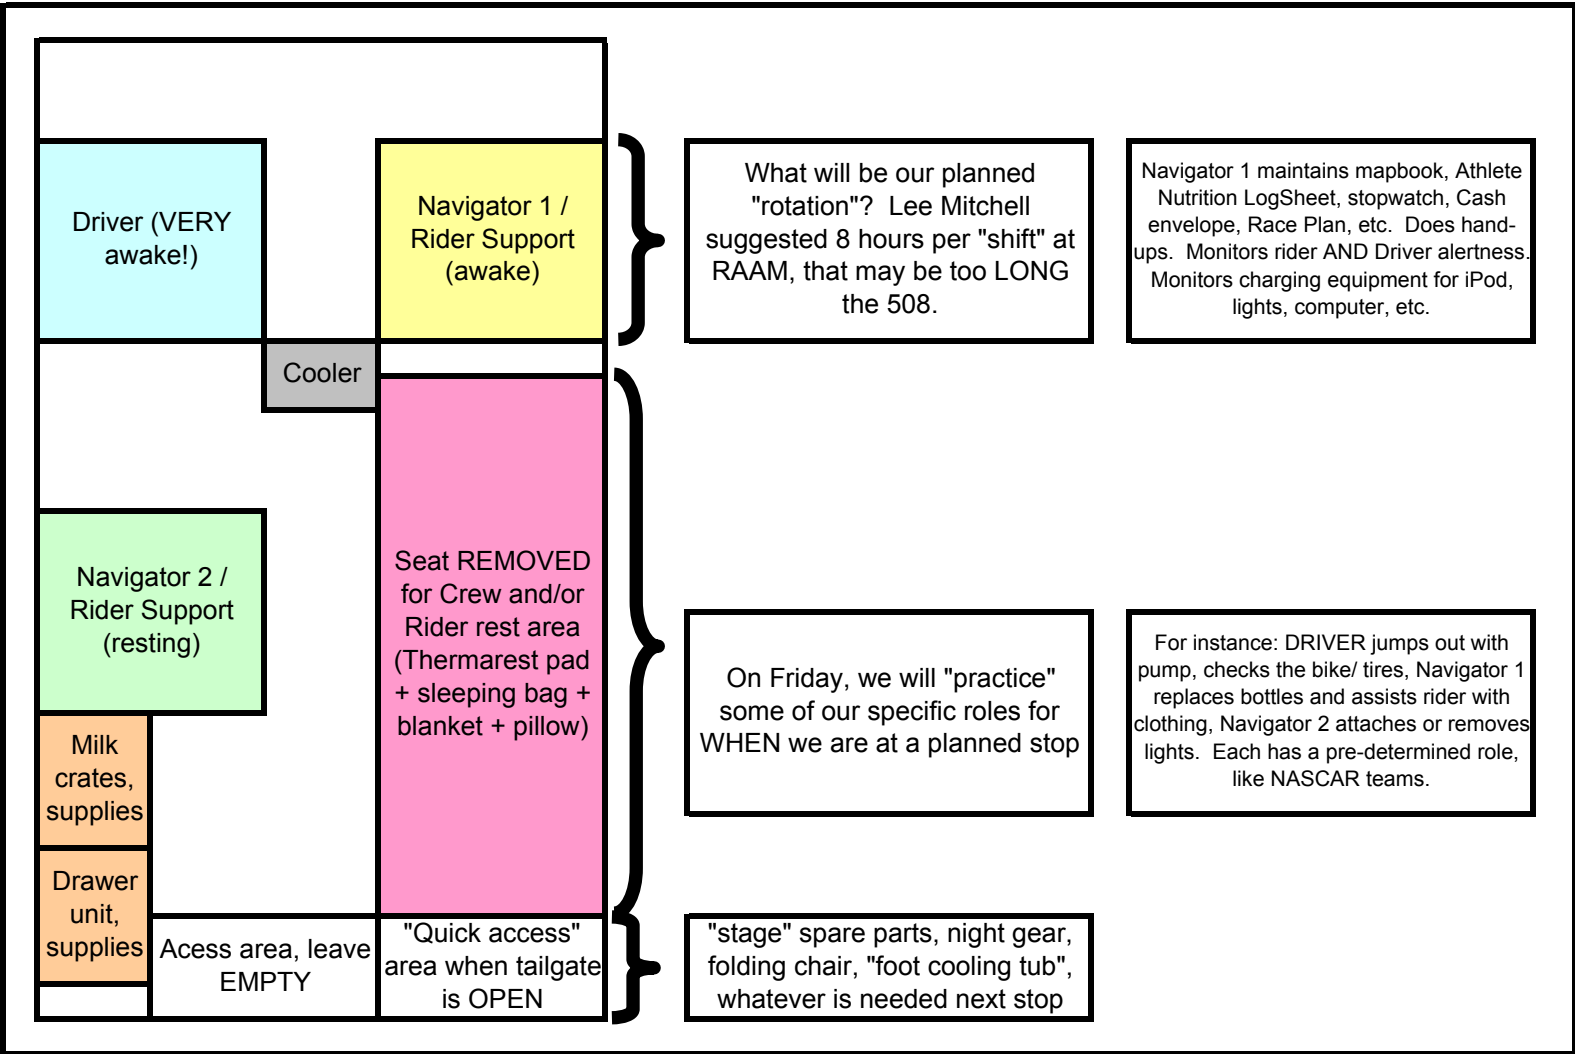 Driver (VERY
awake!)
Navigator 1 /
Rider Support
(awake)
What will be our planned
"rotation"?  Lee Mitchell
suggested 8 hours per "shift" at
RAAM, that may be too LONG
the 508.
Navigator 1 maintains mapbook, Athlete
Nutrition LogSheet, stopwatch, Cash
envelope, Race Plan, etc.  Does hand-
ups.  Monitors rider AND Driver alertness.
Monitors charging equipment for iPod,
lights, computer, etc.
Cooler
Navigator 2 /
Rider Support
(resting)
Seat REMOVED
for Crew and/or
Rider rest area
(Thermarest pad
+ sleeping bag +
blanket + pillow)
On Friday, we will "practice"
some of our specific roles for
WHEN we are at a planned stop
For instance: DRIVER jumps out with
pump, checks the bike/ tires, Navigator 1
replaces bottles and assists rider with
clothing, Navigator 2 attaches or removes
lights.  Each has a pre-determined role,
like NASCAR teams.
Milk
crates,
supplies
Drawer
unit,
supplies
Acess area, leave
EMPTY
"Quick access"
area when tailgate
is OPEN
"stage" spare parts, night gear,
folding chair, "foot cooling tub",
whatever is needed next stop